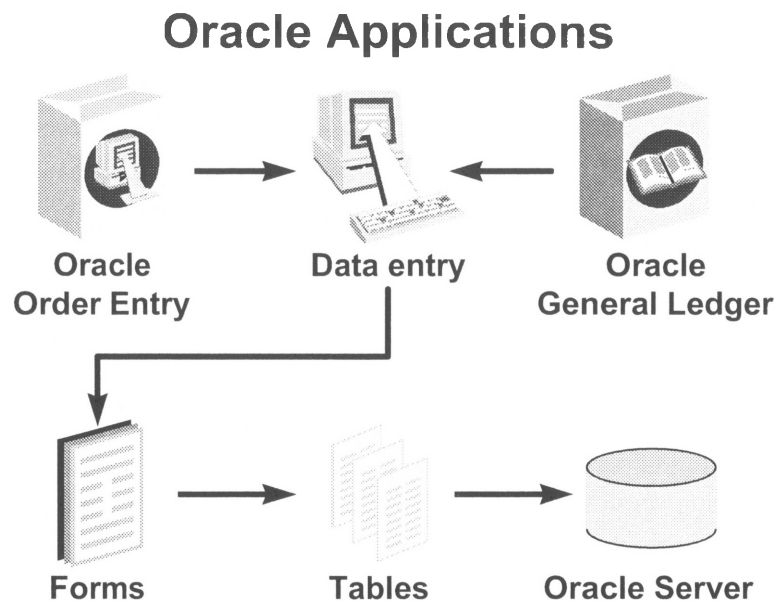 Oracle Applications
Oracle
Order Entry
Data entry
Oracle
General Ledger
Forms
Tables
Oracle Server